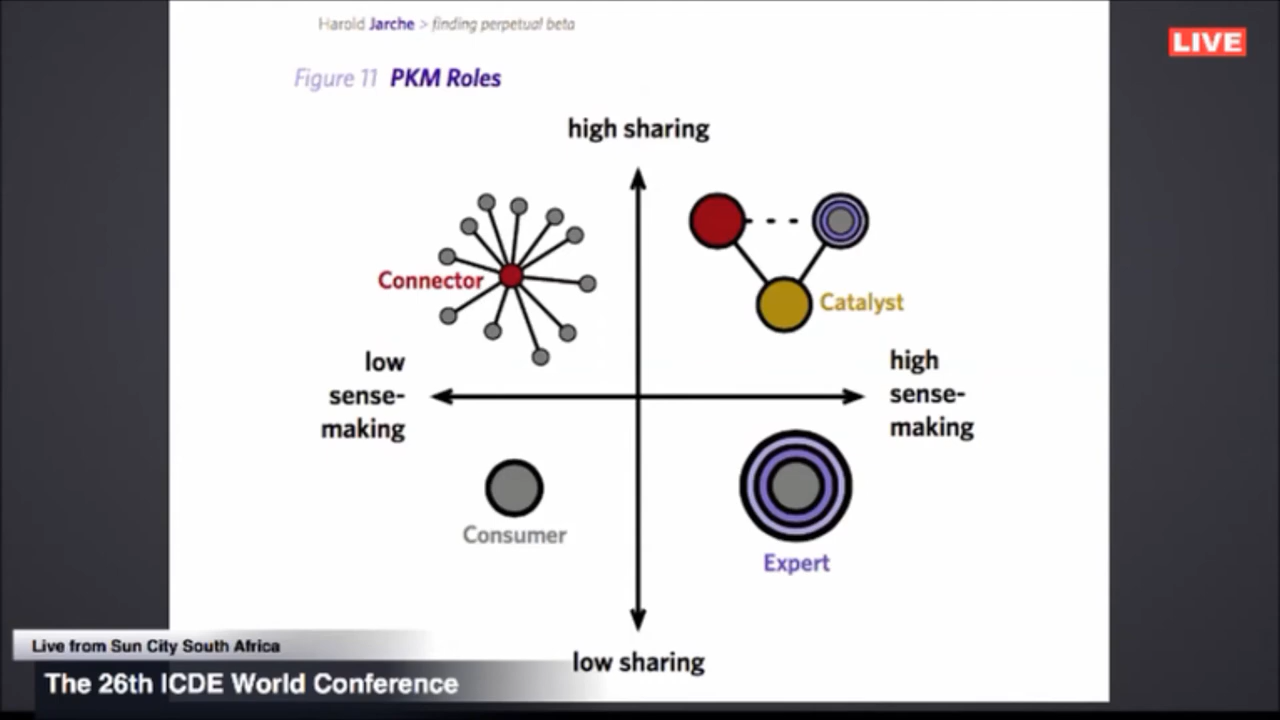 Harold Jarche > finding perpetual beta
LIVE
Figure 11 PKM Roles
high sharing
Connector
Catalyst
low
sense-
making
high
sense-
making
Consumer
Expert
low sharing
Live from Sun City South Africa
The 26th ICDE World Conference